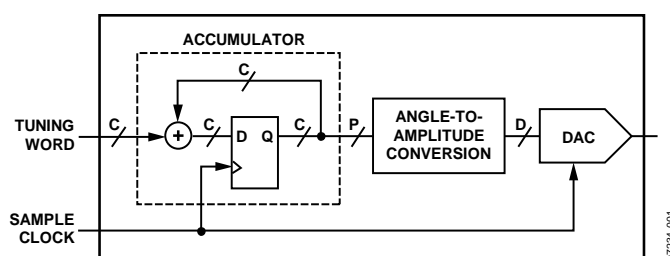 ACCUMULATOR
C
TUNING
WORD
C
+
C
D
Q
C
P
ANGLE-TO-
AMPLITUDE
CONVERSION
D
DAC
SAMPLE
CLOCK